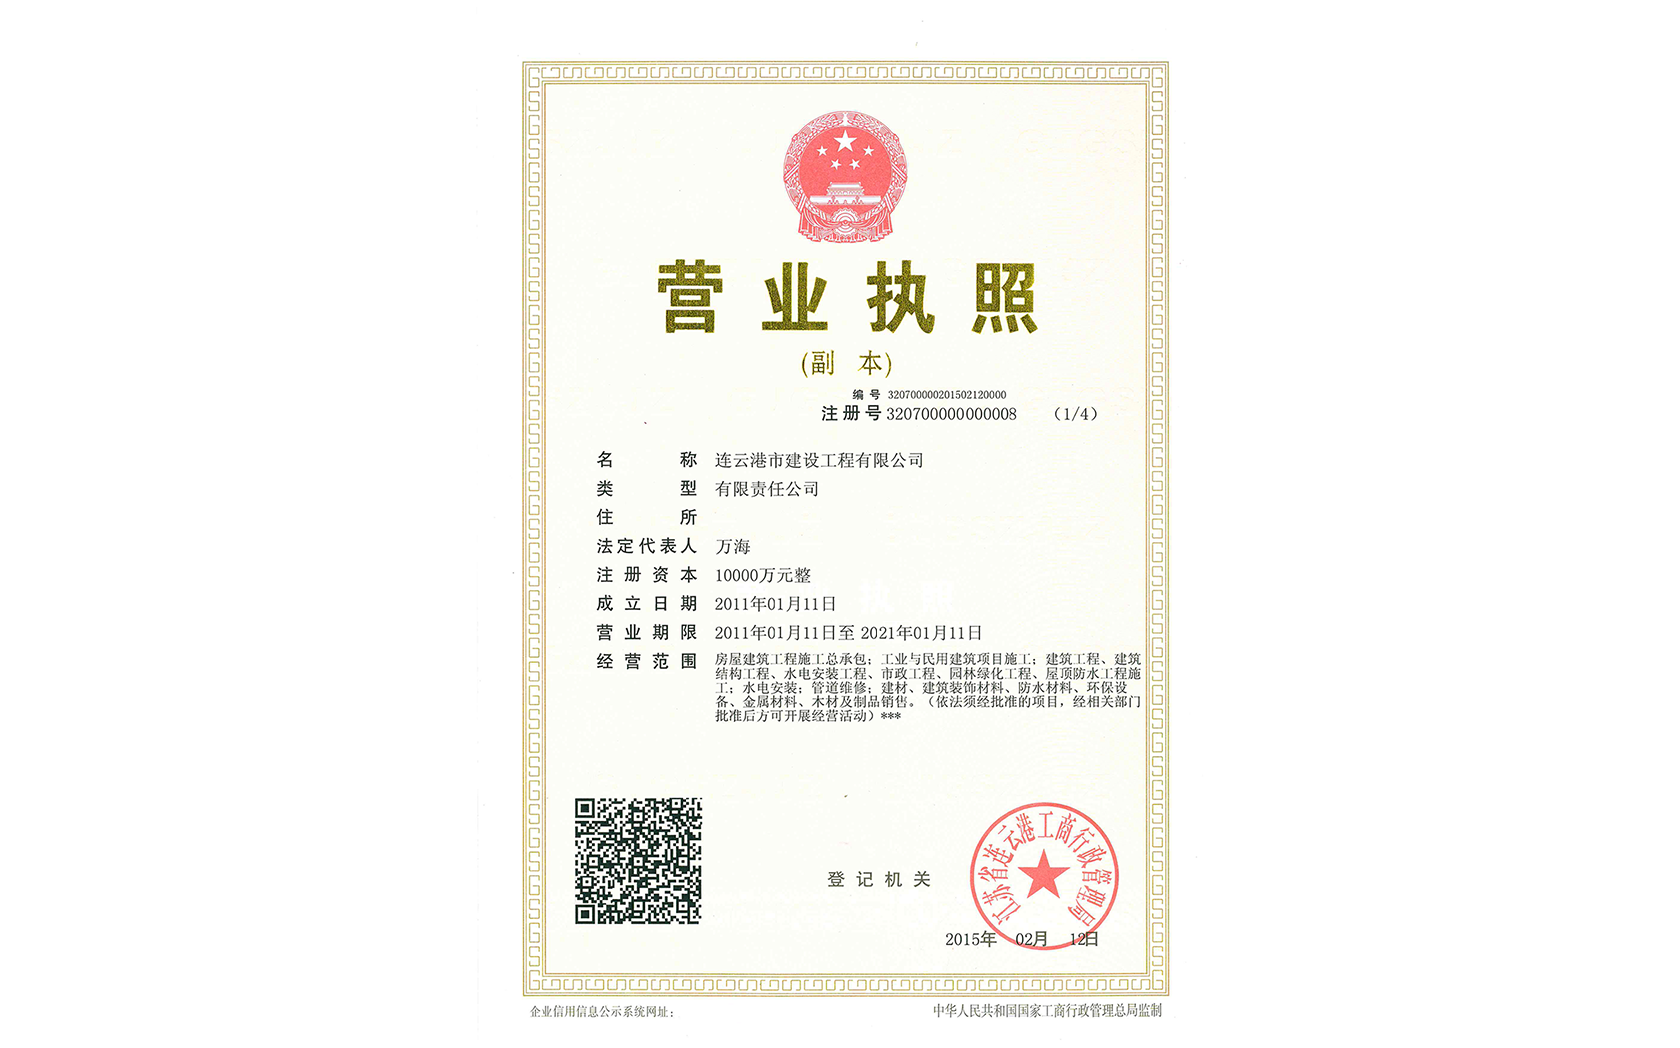 营业执照
(副 本)
编 号 320700000201502120000
注册号 320700000000008 (1/4)
名 称 连云港市建设工程有限公司
类 型 有限责任公司
住 所
法定代表人 万海
注册资本 10000万元整
成立日期 2011年01月11日
营业期限 2011年01月11日至 2021年01月11日
经营范围 房屋建筑工程施工总承包；工业与民用建筑项目施工；建筑工程、建筑
结构工程、水电安装工程、市政工程、园林绿化工程、屋顶防水工程施
工；水电安装；管道维修；建材、建筑装饰材料、防水材料、环保设
备、金属材料、木材及制品销售。（依法须经批准的项目，经相关部门
批准后方可开展经营活动）***
江苏省连云港工商行政管理局
登记机关
2015年 02月 12日
企业信用信息公示系统网址：
中华人民共和国国家工商行政管理总局监制